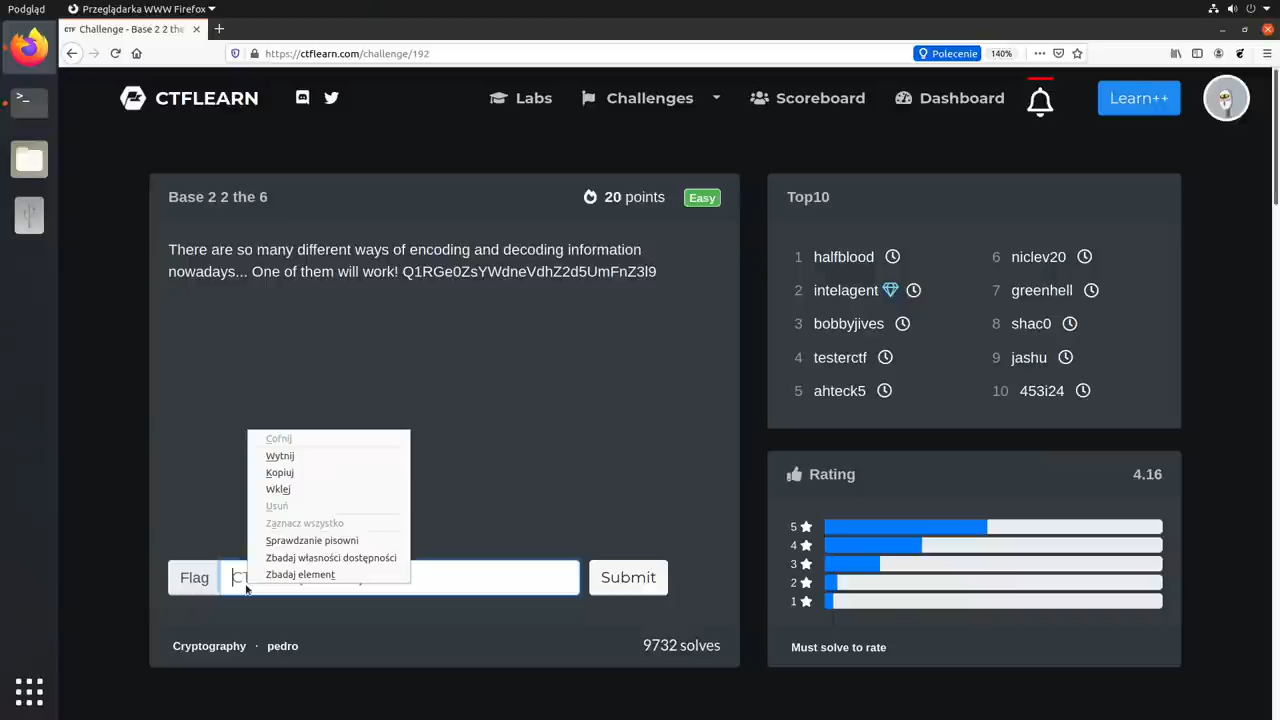 Podgląd
Przeglądarka WWW Firefox
CTF Challenge - Base 2 2 the
https://ctflearn.com/challenge/192
Polecenie
140%
CTFLEARN
Labs
Challenges
Scoreboard
Dashboard
Learn++
Base 2 2 the 6
20 points
Easy
There are so many different ways of encoding and decoding information
nowadays... One of them will work! Q1RGe0ZsYWdneVdhZ2d5UmFnZ3l9
Cofnij
Wytnij
Kopiuj
Wklej
Usuń
Zaznacz wszystko
Sprawdzanie pisowni
Zbadaj własności dostępności
Zbadaj element
Flag
Submit
Cryptography · pedro
9732 solves
Top10
1 halfblood
6 niclev20
2 intelagent
7 greenhell
3 bobbyjives
8 shac0
4 testerctf
9 jashu
5 ahteck5
10 453i24
Rating
4.16
5
4
3
2
1
Must solve to rate